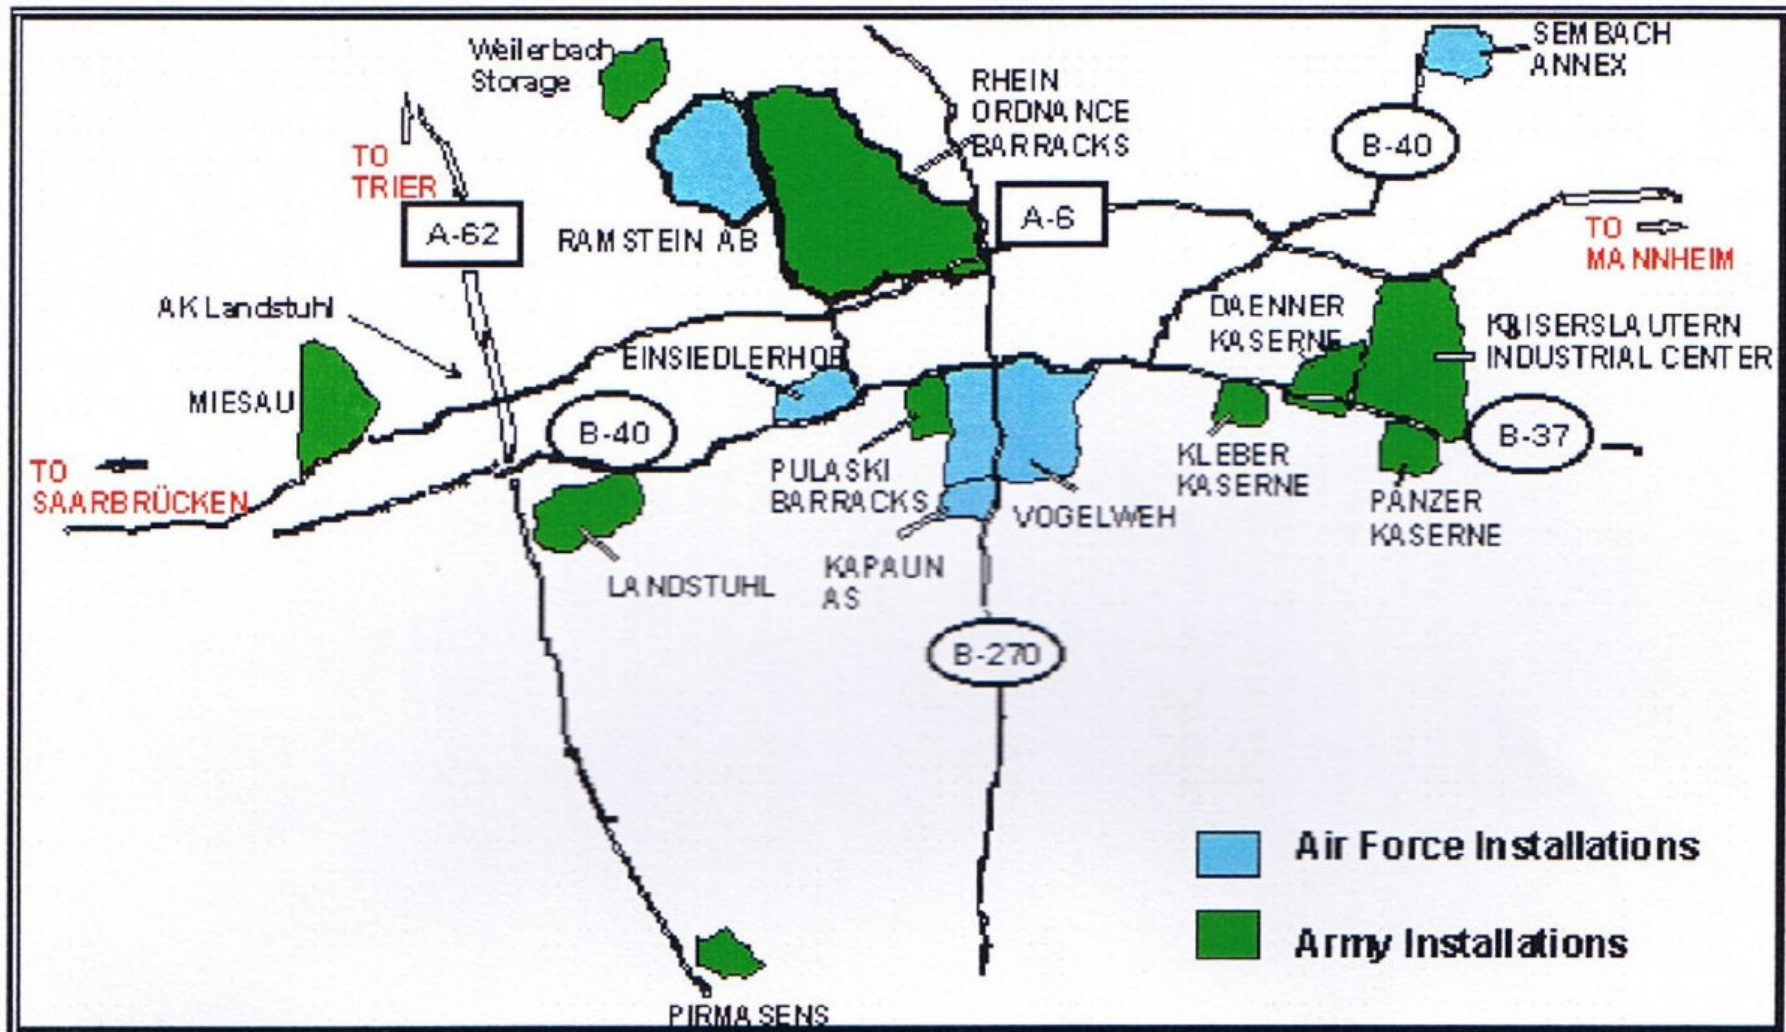 Weilerbach
Storage
RHEIN
ORDNANCE
BARRACKS
SEMBACH
ANNEX
B-40
TO
TRIER
A-62
RAMSTEIN AB
A-6
TO
MANNHEIM
AK Landstuhl
EINSIEDLERHOF
DAENNER
KASERNE
KAISERSLAUTERN
INDUSTRIAL CENTER
MIESAU
B-40
B-37
TO
SAARBRÜCKEN
PULASKI
BARRACKS
KLEBER
KASERNE
PANZER
KASERNE
VOGELWEH
KAPAUN
AS
LANDSTUHL
B-270
Air Force Installations
Army Installations
PIRMASENS